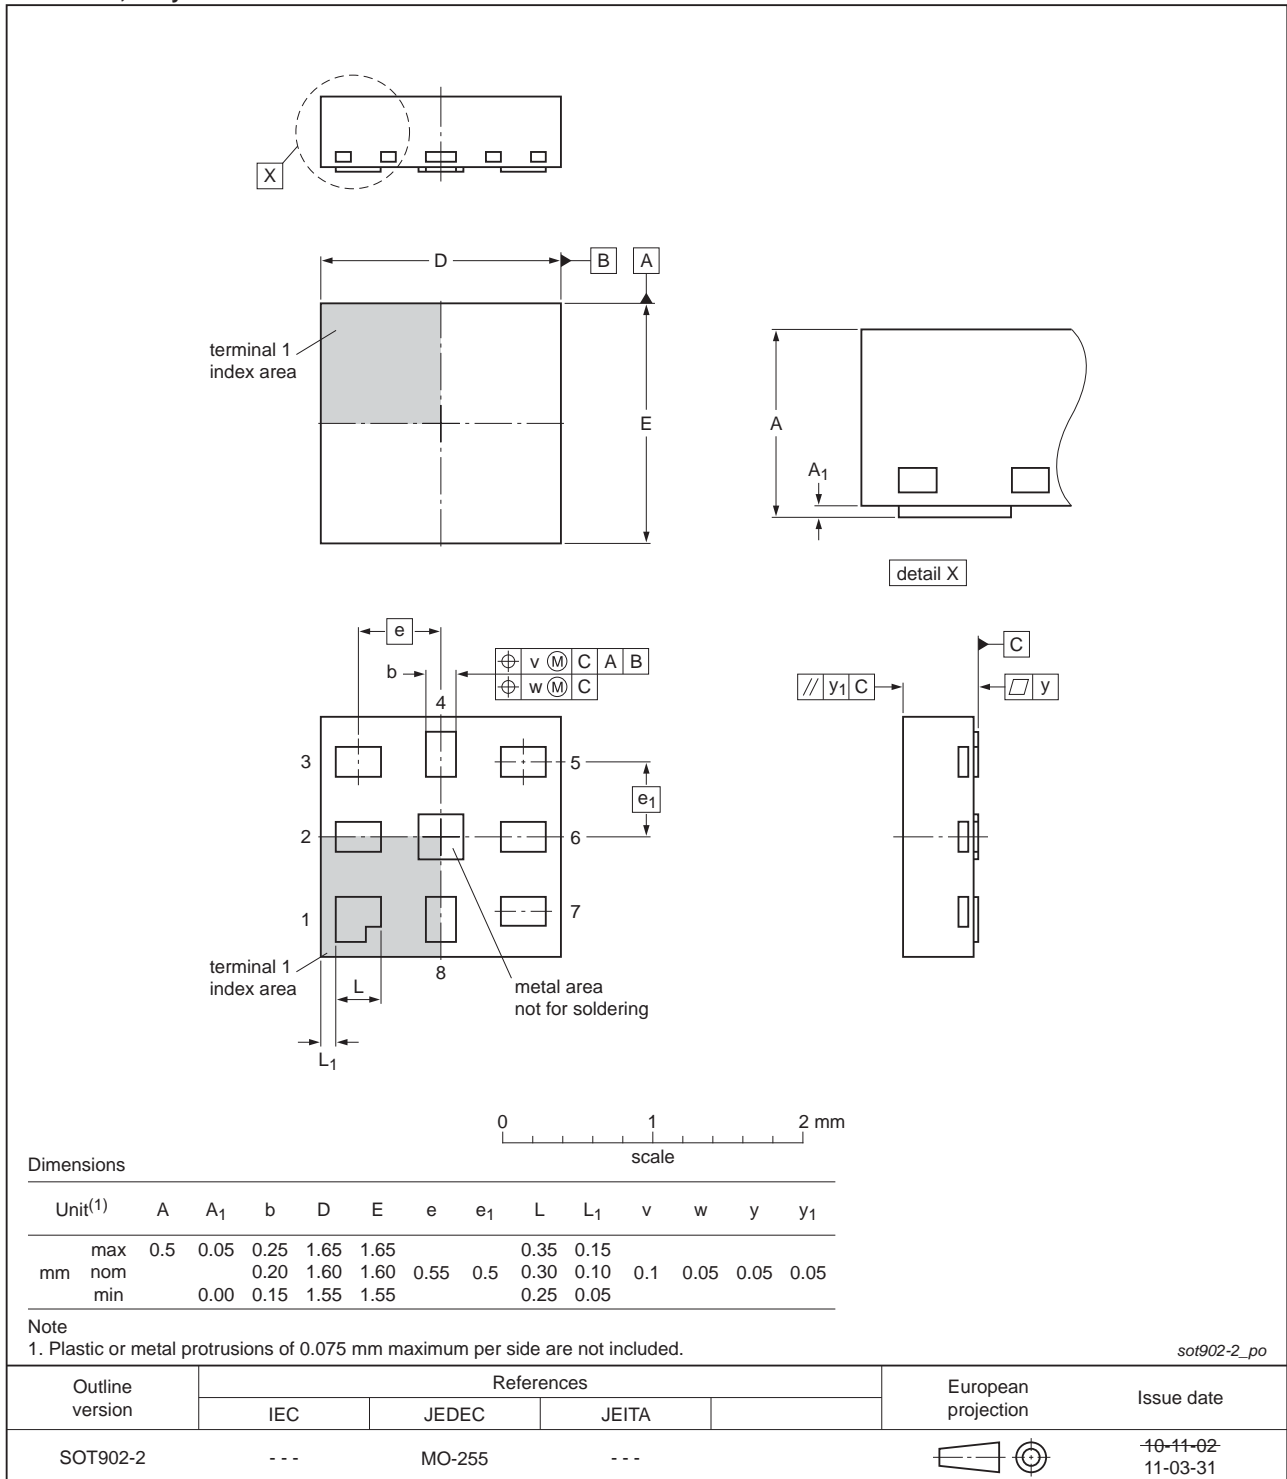 X
D
B
A
terminal 1
index area
E
A
A1
detail X
e
b
v M C A B
w M C
4
3
5
e1
2
6
1
7
8
terminal 1
index area
L
L1
metal area
not for soldering
C
// y1 C
y
0 1 2 mm
scale
Dimensions
Unit(1) A A1 b D E e e1 L L1 v w y y1
max 0.5 0.05 0.25 1.65 1.65 0.35 0.15
mm nom 0.20 1.60 1.60 0.55 0.5 0.30 0.10 0.1 0.05 0.05 0.05
min 0.00 0.15 1.55 1.55 0.25 0.05
Note
1. Plastic or metal protrusions of 0.075 mm maximum per side are not included.
sot902-2_po
Outline version References European projection Issue date
IEC JEDEC JEITA
SOT902-2 - - - MO-255 - - - 10-11-02
11-03-31